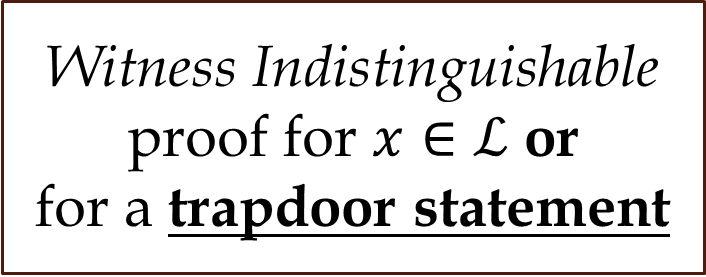 Witness Indistinguishable
proof for x ∈ ℒ or
for a trapdoor statement